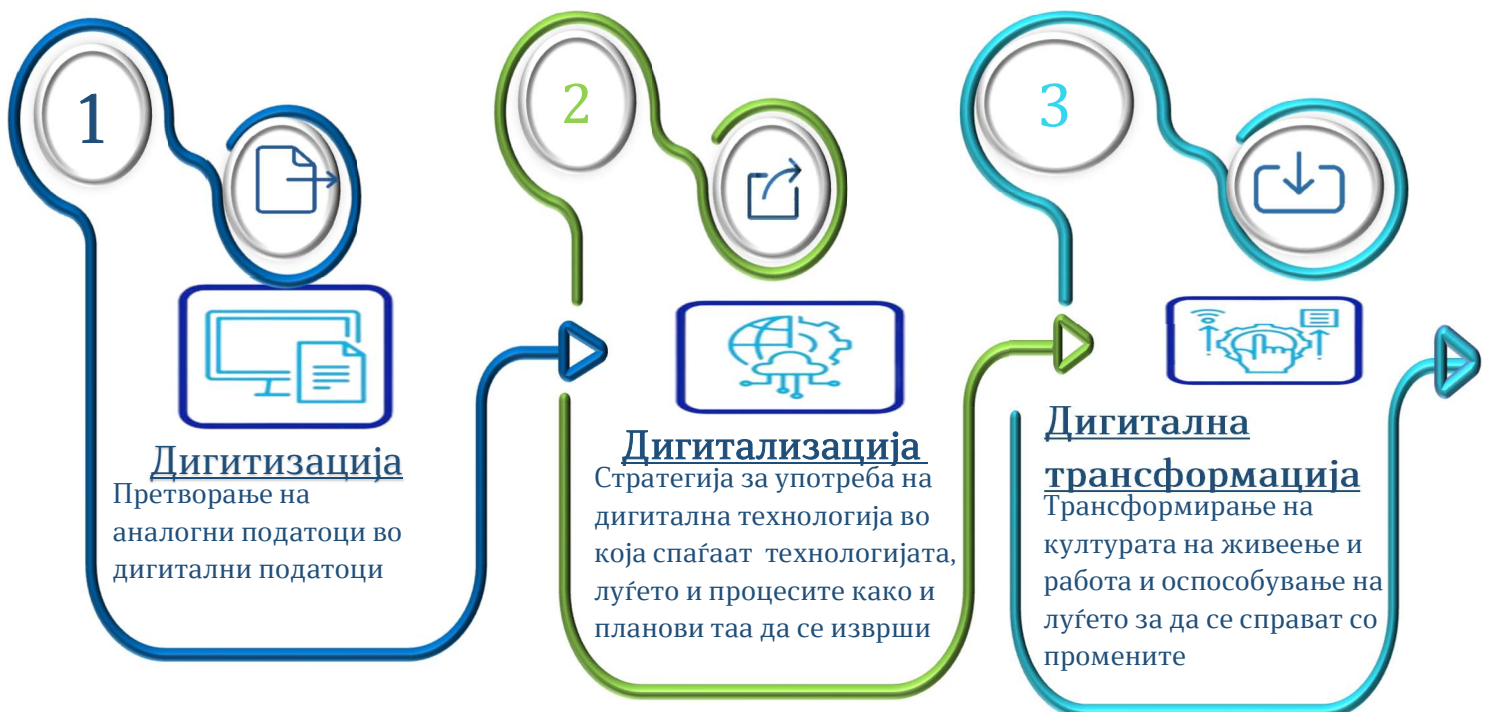 1
Дигитизација
Претворање на
аналогни податоци во
дигитални податоци
2
Дигитализација
Стратегија за употреба на
дигитална технологија во
која спаѓаат технологијата,
луѓето и процесите како и
планови таа да се изврши
3
Дигитална
трансформација
Трансформирање на
културата на живеење и
работа и оспособување на
луѓето за да се справат со
промените